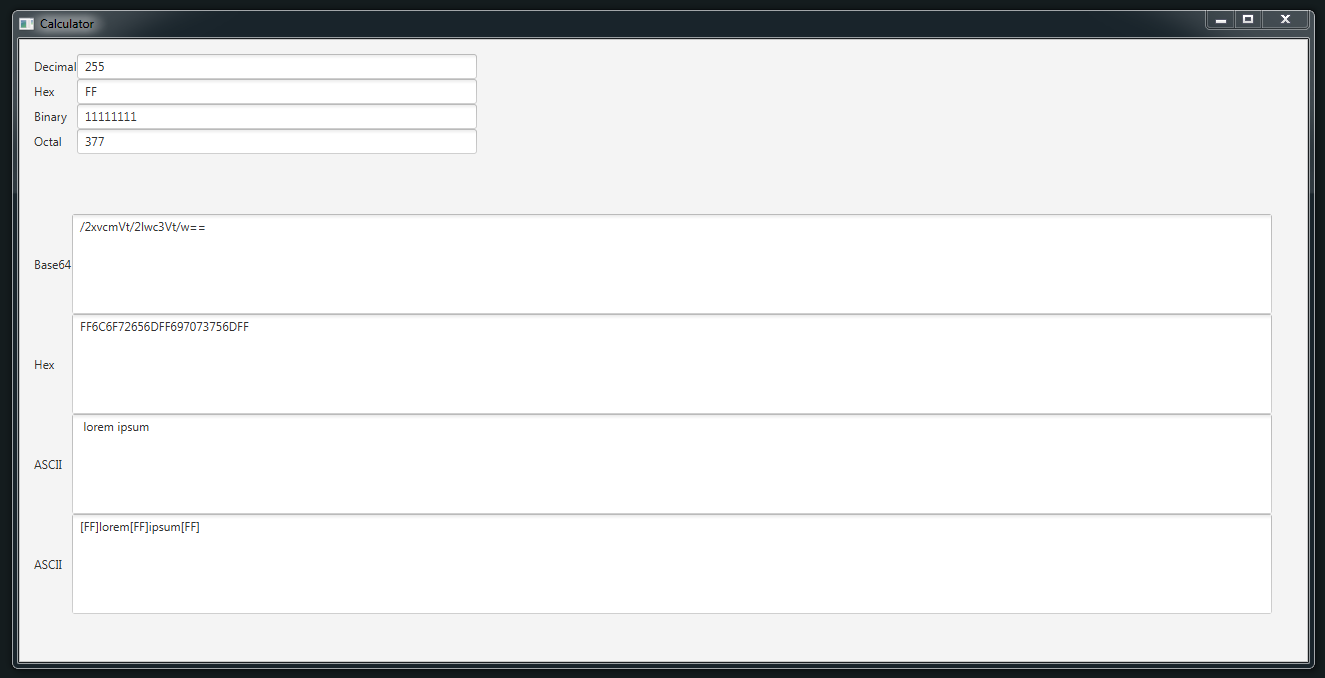 Calculator
Decimal 255
Hex FF
Binary 11111111
Octal 377
Base64 /2xvcmVt/2lwc3Vt/w==
Hex FF6C6F72656DFF697073756DFF
ASCII lorem ipsum
ASCII [FF]lorem[FF]ipsum[FF]